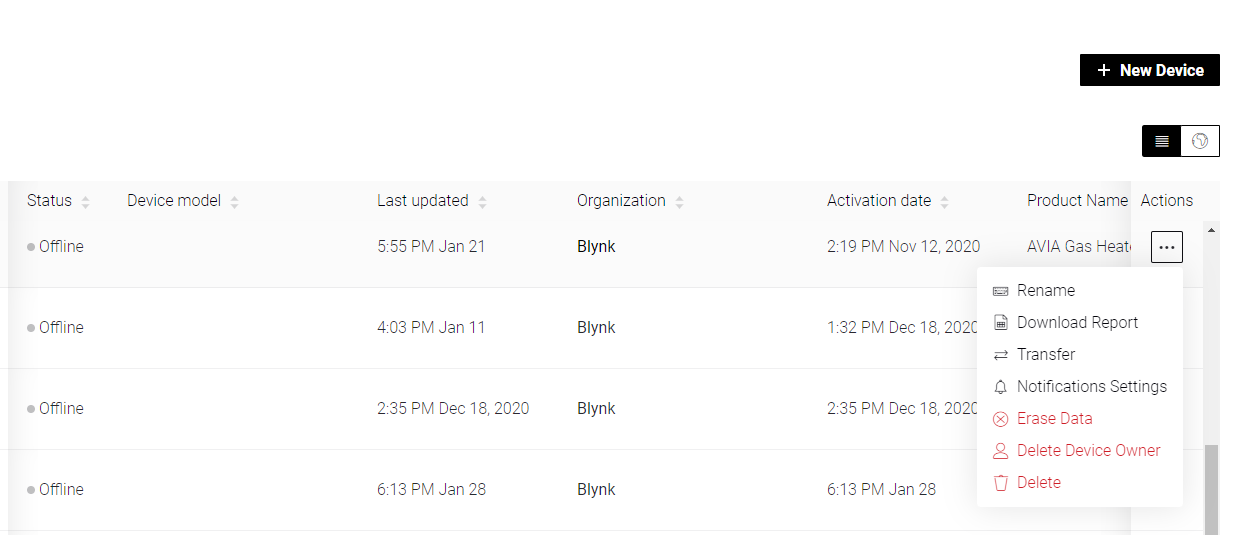 + New Device
Status Device model Last updated Organization Activation date Product Name Actions
Offline 5:55 PM Jan 21 Blynk 2:19 PM Nov 12, 2020 AVIA Gas Heate ...
Rename
Download Report
Offline 4:03 PM Jan 11 Blynk 1:32 PM Dec 18, 2020
Transfer
Notifications Settings
Offline 2:35 PM Dec 18, 2020 Blynk 2:35 PM Dec 18, 2020
Erase Data
Delete Device Owner
Delete
Offline 6:13 PM Jan 28 Blynk 6:13 PM Jan 28